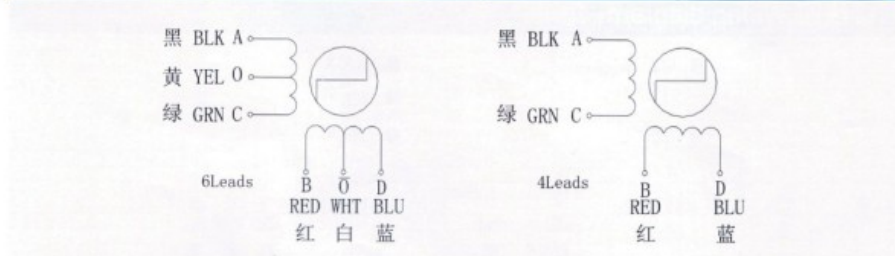 黑 BLK A
黄 YEL O
绿 GRN C
6Leads
B O̅ D
RED WHT BLU
红 白 蓝
黑 BLK A
绿 GRN C
4Leads
B D
RED BLU
红 蓝